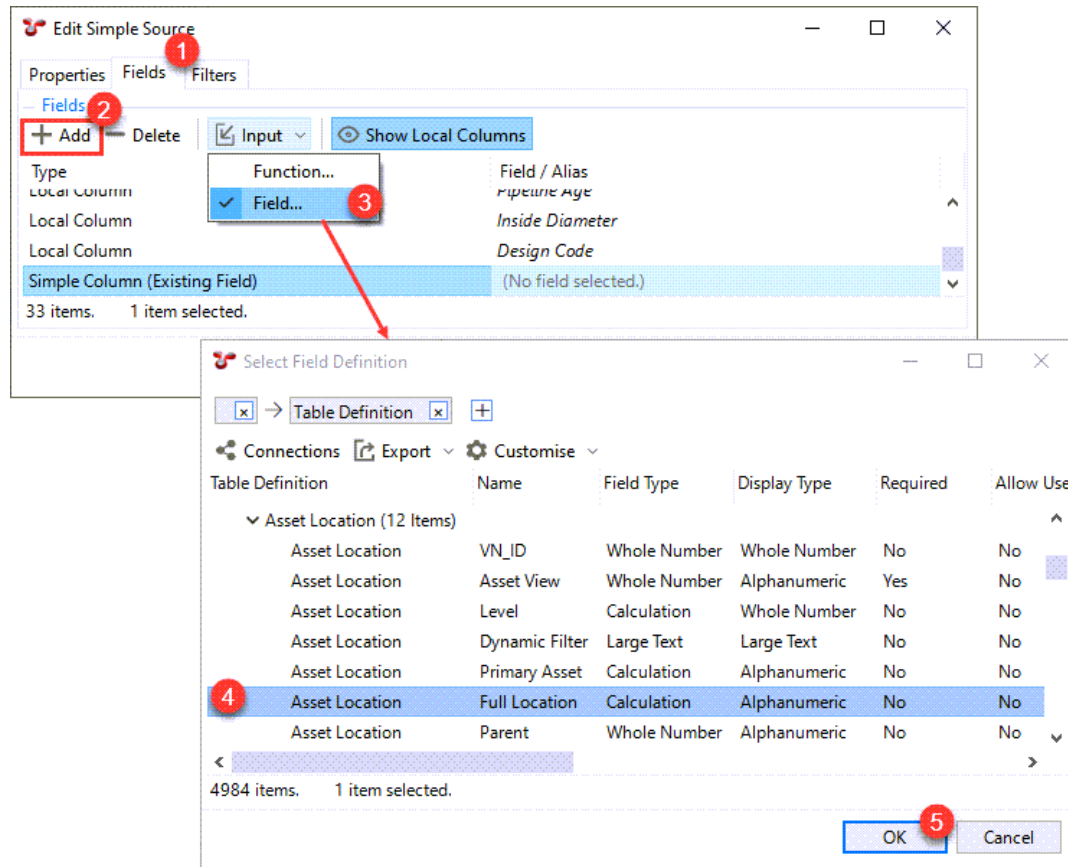 Edit Simple Source
1
Properties Fields Filters
Fields
2
Add Delete Input Show Local Columns
Type Field / Alias
Function...
Local Column Pipeline Age
Field... 3
Local Column Inside Diameter
Local Column Design Code
Simple Column (Existing Field) (No field selected.)
33 items. 1 item selected.
Select Field Definition
Table Definition
Connections Export Customise
Table Definition Name Field Type Display Type Required Allow Use
Asset Location (12 Items)
Asset Location VN_ID Whole Number Whole Number No No
Asset Location Asset View Whole Number Alphanumeric Yes No
Asset Location Level Calculation Whole Number No No
Asset Location Dynamic Filter Large Text Large Text No No
Asset Location Primary Asset Calculation Alphanumeric No No
4 Asset Location Full Location Calculation Alphanumeric No No
Asset Location Parent Whole Number Alphanumeric No No
4984 items. 1 item selected.
OK 5 Cancel